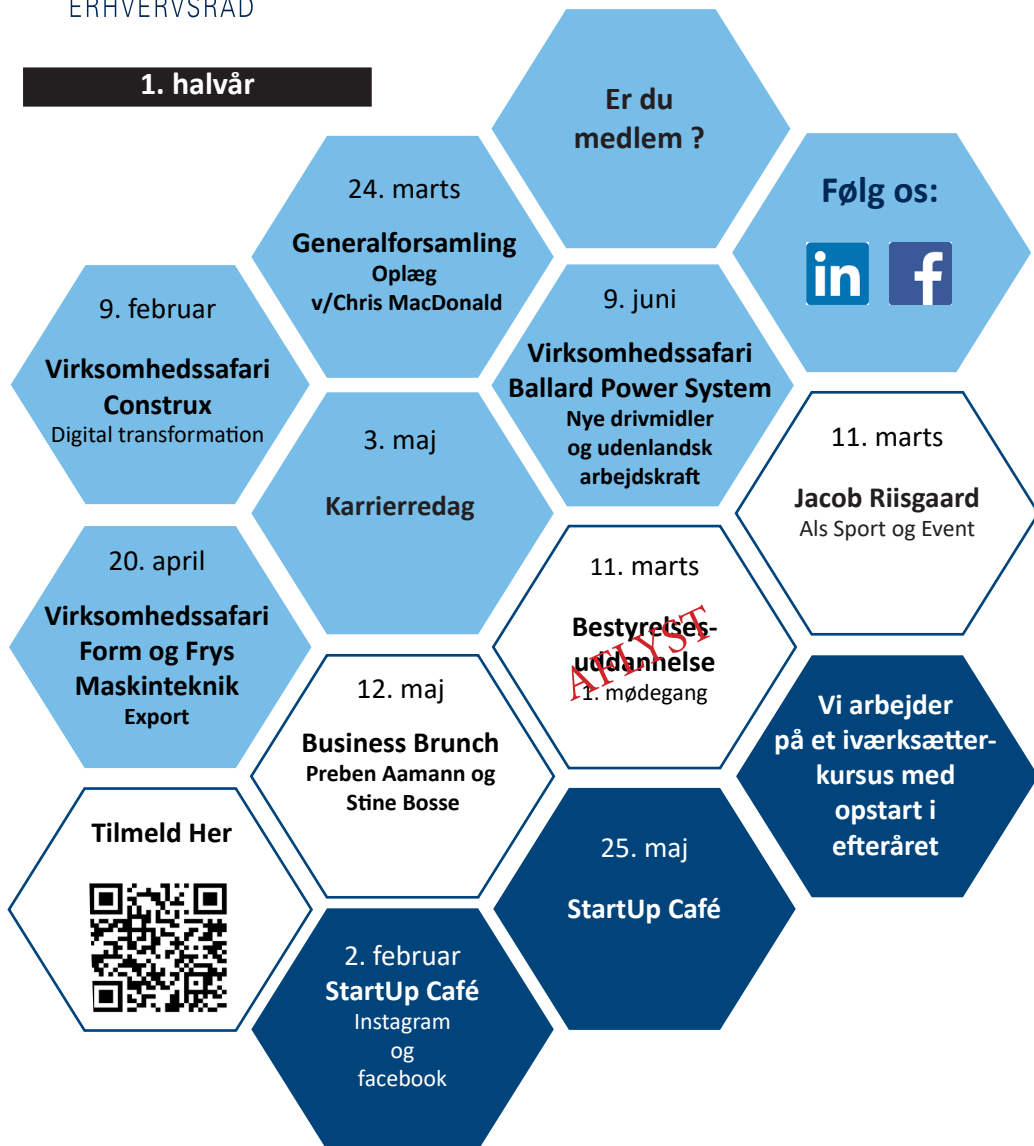 ERHVERVSRÅD
1. halvår
Er du
medlem ?
Følg os:
in f
24. marts
Generalforsamling
Oplæg
v/Chris MacDonald
9. februar
Virksomhedssafari
Construx
Digital transformation
9. juni
Virksomhedssafari
Ballard Power System
Nye drivmidler
og udenlandsk
arbejdskraft
3. maj
Karrierredag
11. marts
Jacob Riisgaard
Als Sport og Event
20. april
Virksomhedssafari
Form og Frys
Maskinteknik
Export
11. marts
Bestyrelses-
uddannelse
1. mødegang
AFLYST
12. maj
Business Brunch
Preben Aamann og
Stine Bosse
Vi arbejder
på et iværksætter-
kursus med
opstart i
efteråret
Tilmeld Her
25. maj
StartUp Café
2. februar
StartUp Café
Instagram
og
facebook